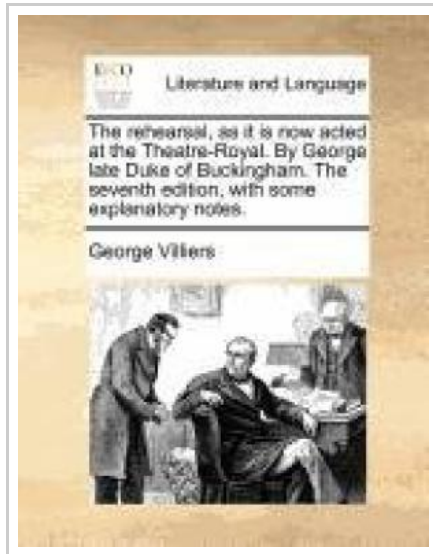 ECCO
Literature and Language
The rehearsal, as it is now acted
at the Theatre-Royal. By George
late Duke of Buckingham. The
seventh edition, with some
explanatory notes.
George Villiers